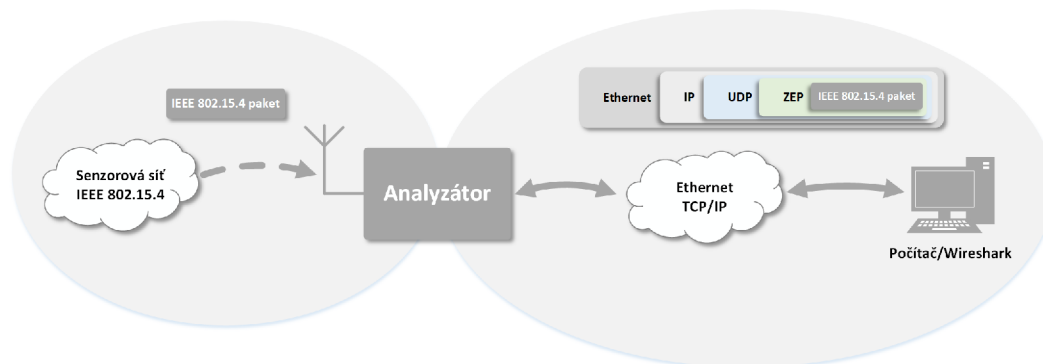 IEEE 802.15.4 paket
Senzorová síť
IEEE 802.15.4
Analyzátor
Ethernet IP UDP ZEP IEEE 802.15.4 paket
Ethernet
TCP/IP
Počítač/Wireshark